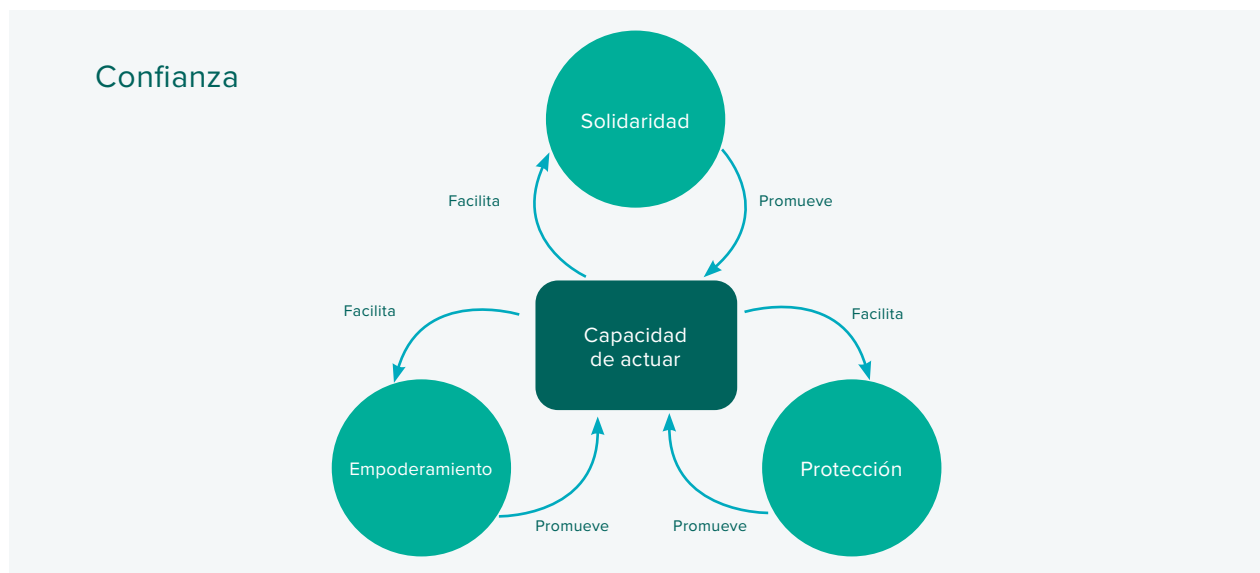 Confianza
Solidaridad
Facilita
Promueve
Facilita
Facilita
Capacidad
de actuar
Empoderamiento
Protección
Promueve
Promueve